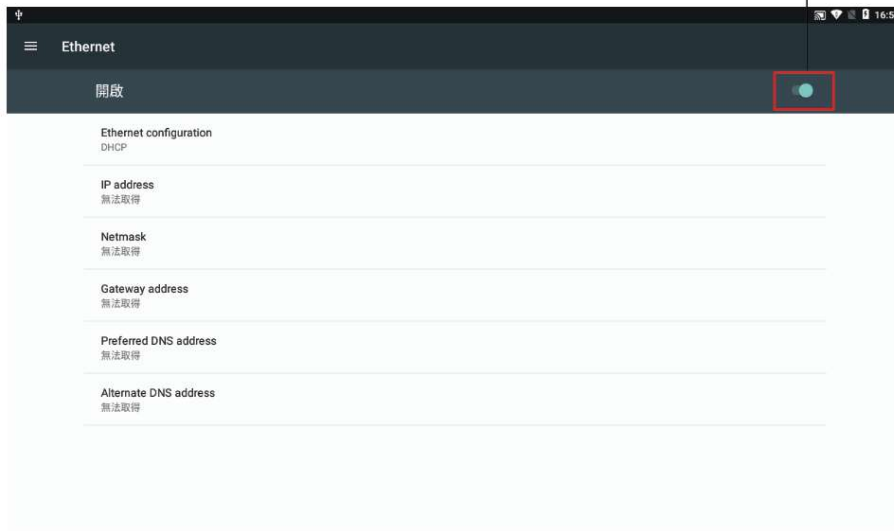 16:5
Ethernet
開啟
Ethernet configuration
DHCP
IP address
無法取得
Netmask
無法取得
Gateway address
無法取得
Preferred DNS address
無法取得
Alternate DNS address
無法取得